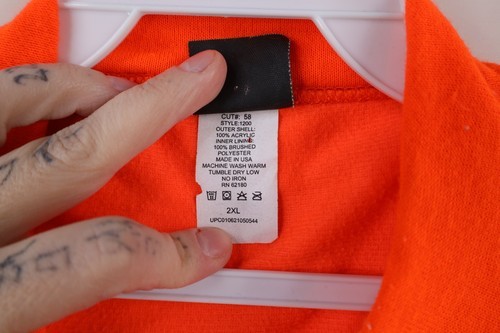 CUT#: 58
STYLE:1200
OUTER SHELL:
100% ACRYLIC
INNER LINING:
100% BRUSHED
POLYESTER
MADE IN USA
MACHINE WASH WARM
TUMBLE DRY LOW
NO IRON
RN 62180
2XL
UPC010621050544